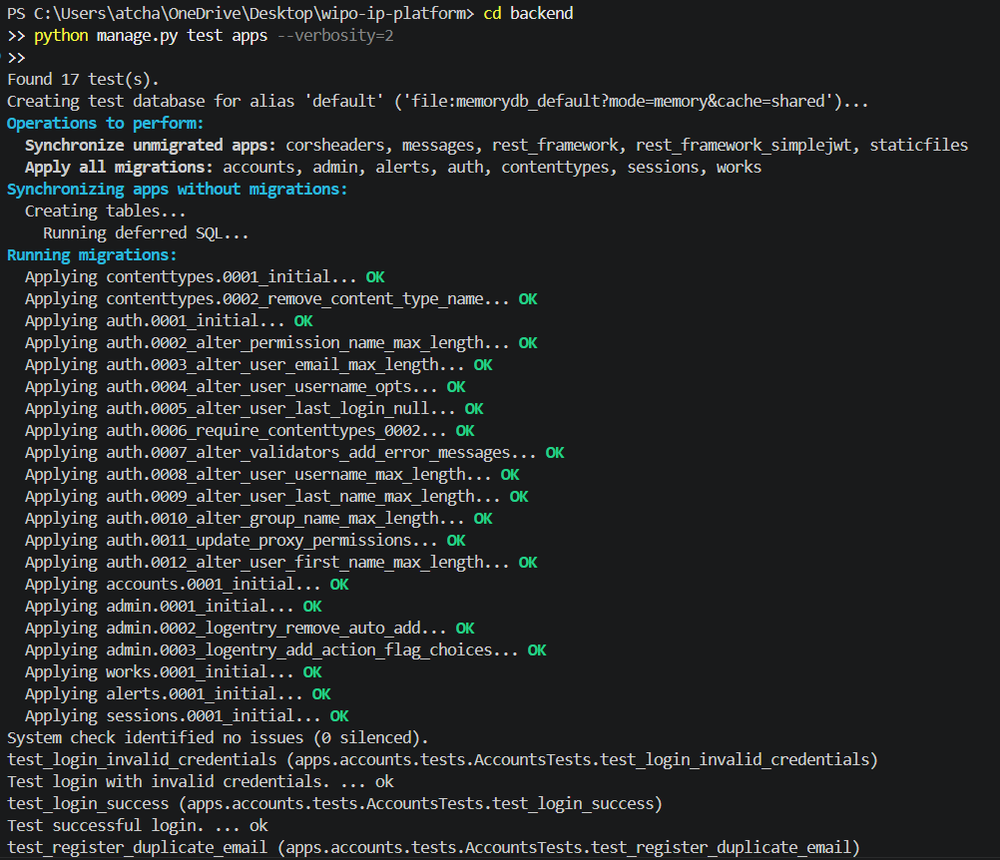 PS C:\Users\atcha\OneDrive\Desktop\wipo-ip-platform> cd backend
>> python manage.py test apps --verbosity=2
>>
Found 17 test(s).
Creating test database for alias 'default' ('file:memorydb_default?mode=memory&cache=shared')...
Operations to perform:
  Synchronize unmigrated apps: corsheaders, messages, rest_framework, rest_framework_simplejwt, staticfiles
  Apply all migrations: accounts, admin, alerts, auth, contenttypes, sessions, works
Synchronizing apps without migrations:
  Creating tables...
    Running deferred SQL...
Running migrations:
  Applying contenttypes.0001_initial... OK
  Applying contenttypes.0002_remove_content_type_name... OK
  Applying auth.0001_initial... OK
  Applying auth.0002_alter_permission_name_max_length... OK
  Applying auth.0003_alter_user_email_max_length... OK
  Applying auth.0004_alter_user_username_opts... OK
  Applying auth.0005_alter_user_last_login_null... OK
  Applying auth.0006_require_contenttypes_0002... OK
  Applying auth.0007_alter_validators_add_error_messages... OK
  Applying auth.0008_alter_user_username_max_length... OK
  Applying auth.0009_alter_user_last_name_max_length... OK
  Applying auth.0010_alter_group_name_max_length... OK
  Applying auth.0011_update_proxy_permissions... OK
  Applying auth.0012_alter_user_first_name_max_length... OK
  Applying accounts.0001_initial... OK
  Applying admin.0001_initial... OK
  Applying admin.0002_logentry_remove_auto_add... OK
  Applying admin.0003_logentry_add_action_flag_choices... OK
  Applying works.0001_initial... OK
  Applying alerts.0001_initial... OK
  Applying sessions.0001_initial... OK
System check identified no issues (0 silenced).
test_login_invalid_credentials (apps.accounts.tests.AccountsTests.test_login_invalid_credentials)
Test login with invalid credentials. ... ok
test_login_success (apps.accounts.tests.AccountsTests.test_login_success)
Test successful login. ... ok
test_register_duplicate_email (apps.accounts.tests.AccountsTests.test_register_duplicate_email)